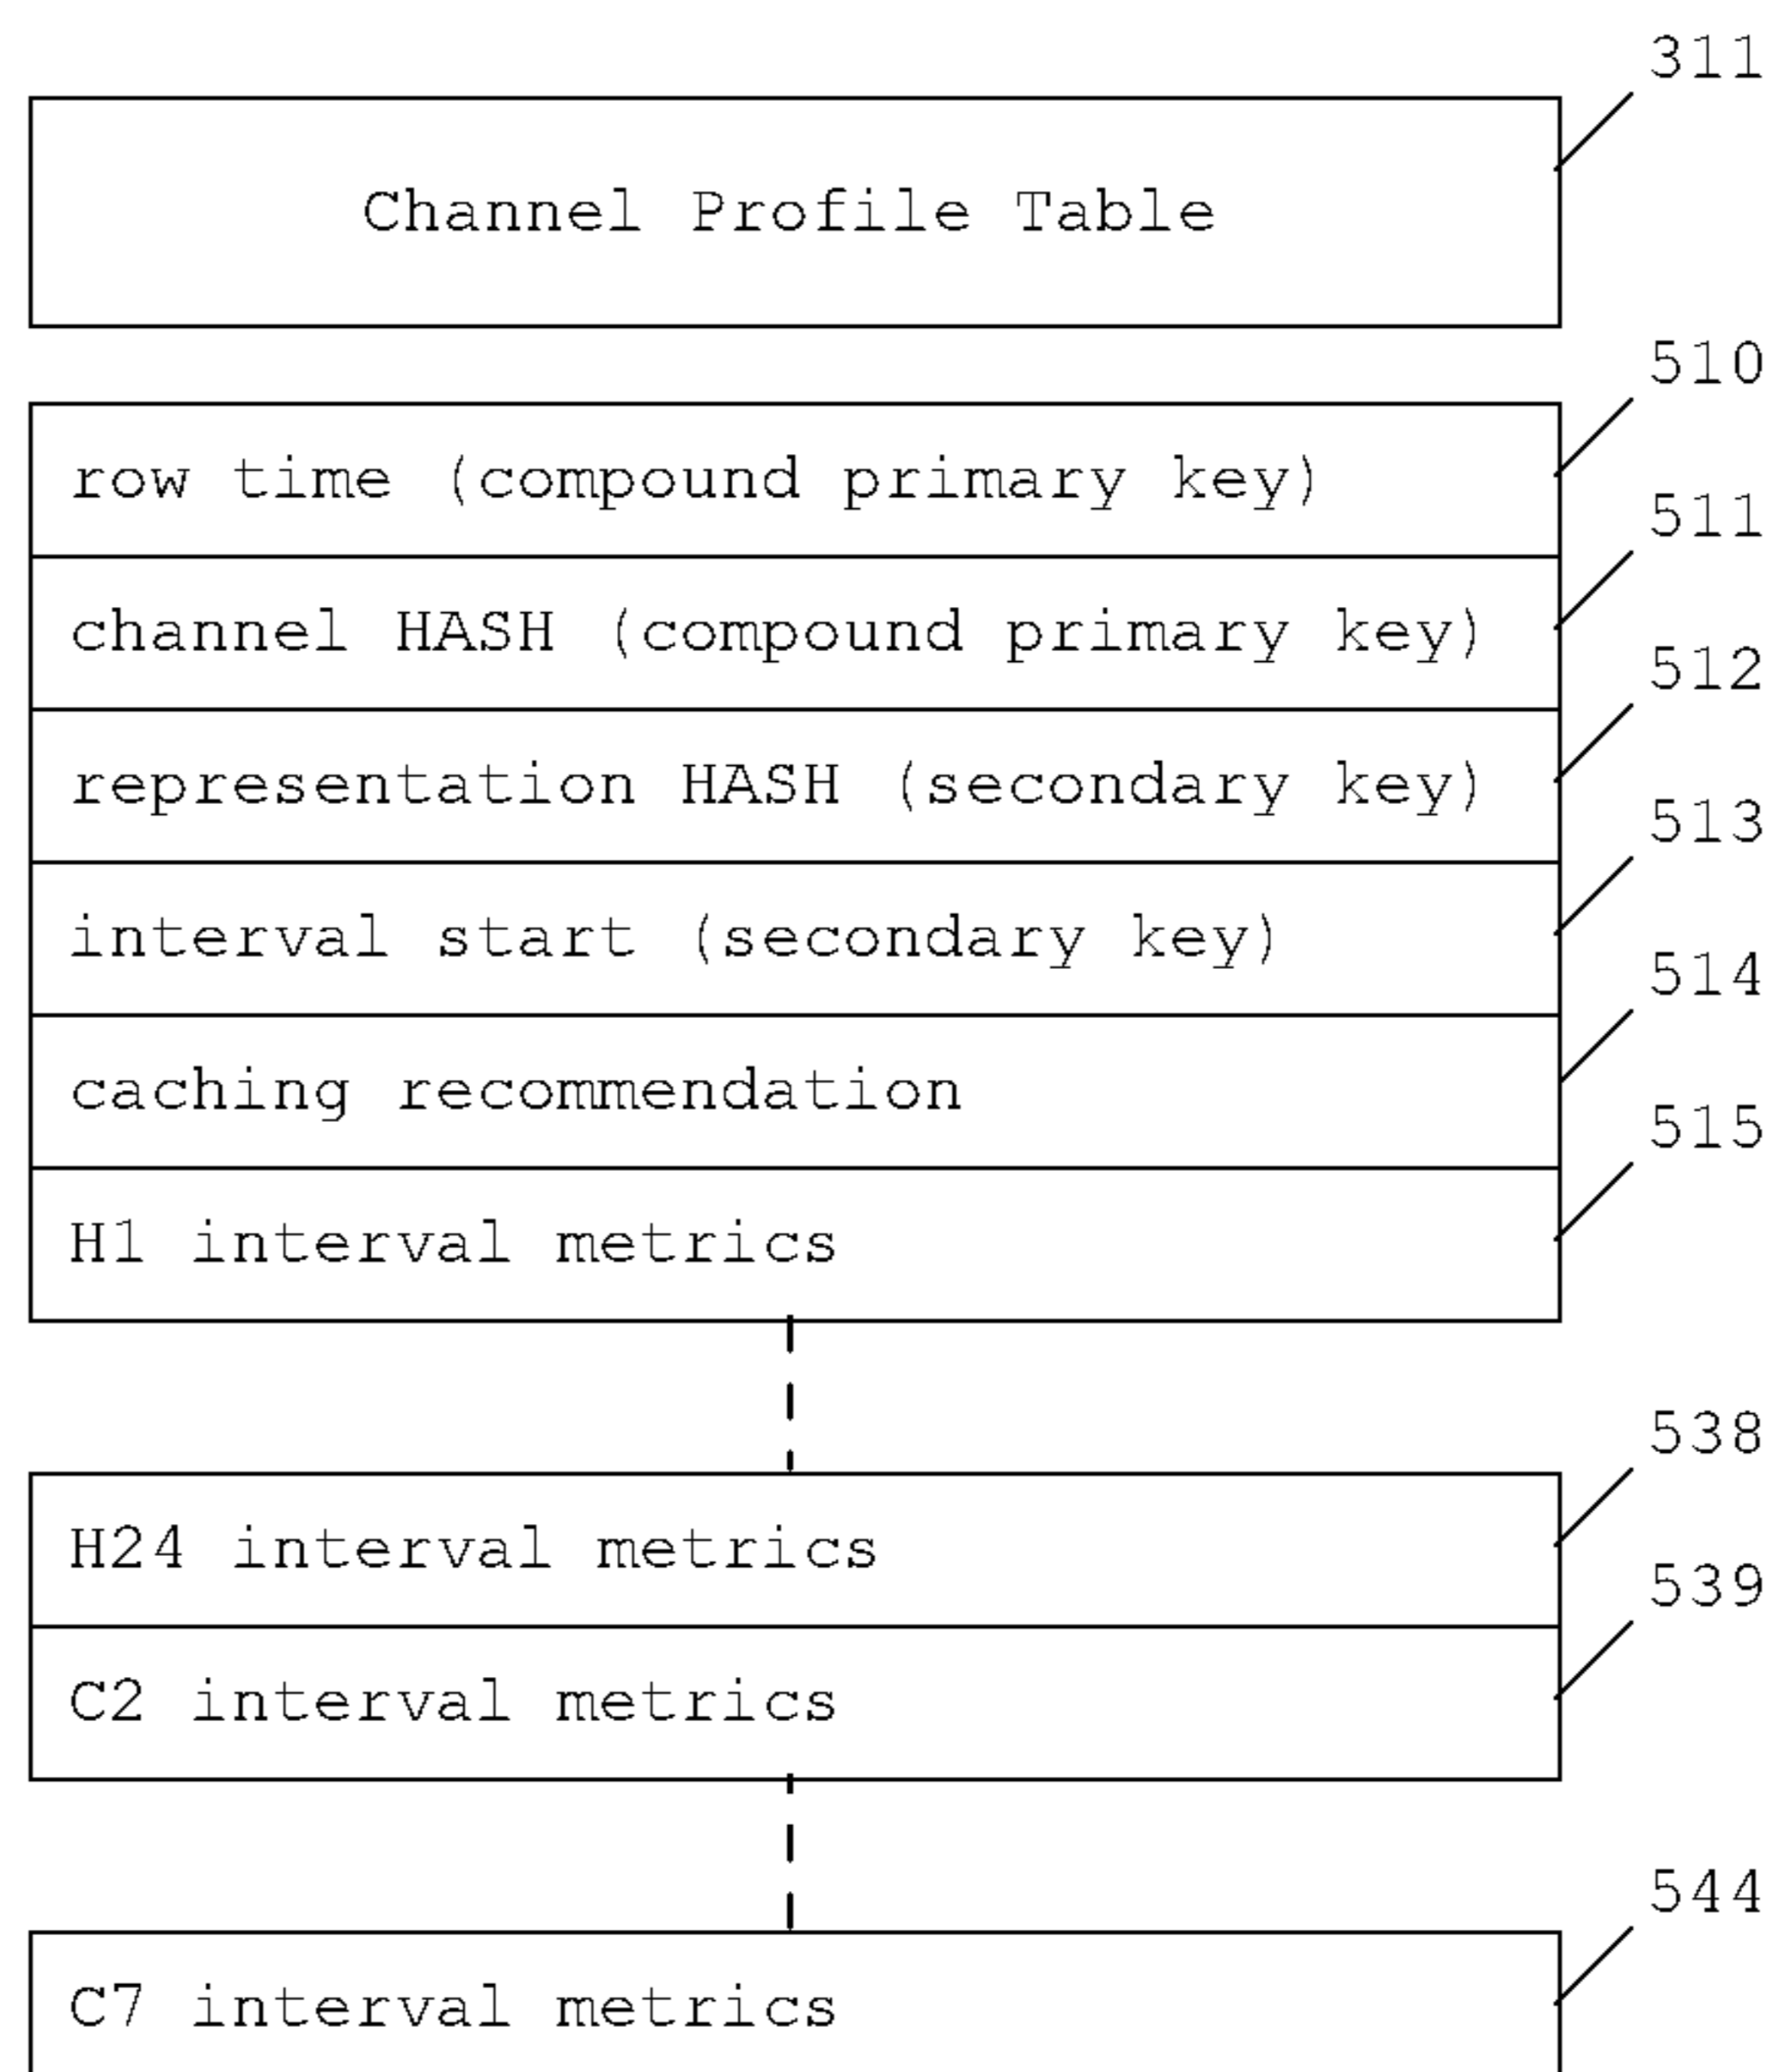 311
Channel Profile Table
510
row time (compound primary key)
511
channel HASH (compound primary key)
512
representation HASH (secondary key)
513
interval start (secondary key)
514
caching recommendation
515
H1 interval metrics
538
H24 interval metrics
539
C2 interval metrics
544
C7 interval metrics